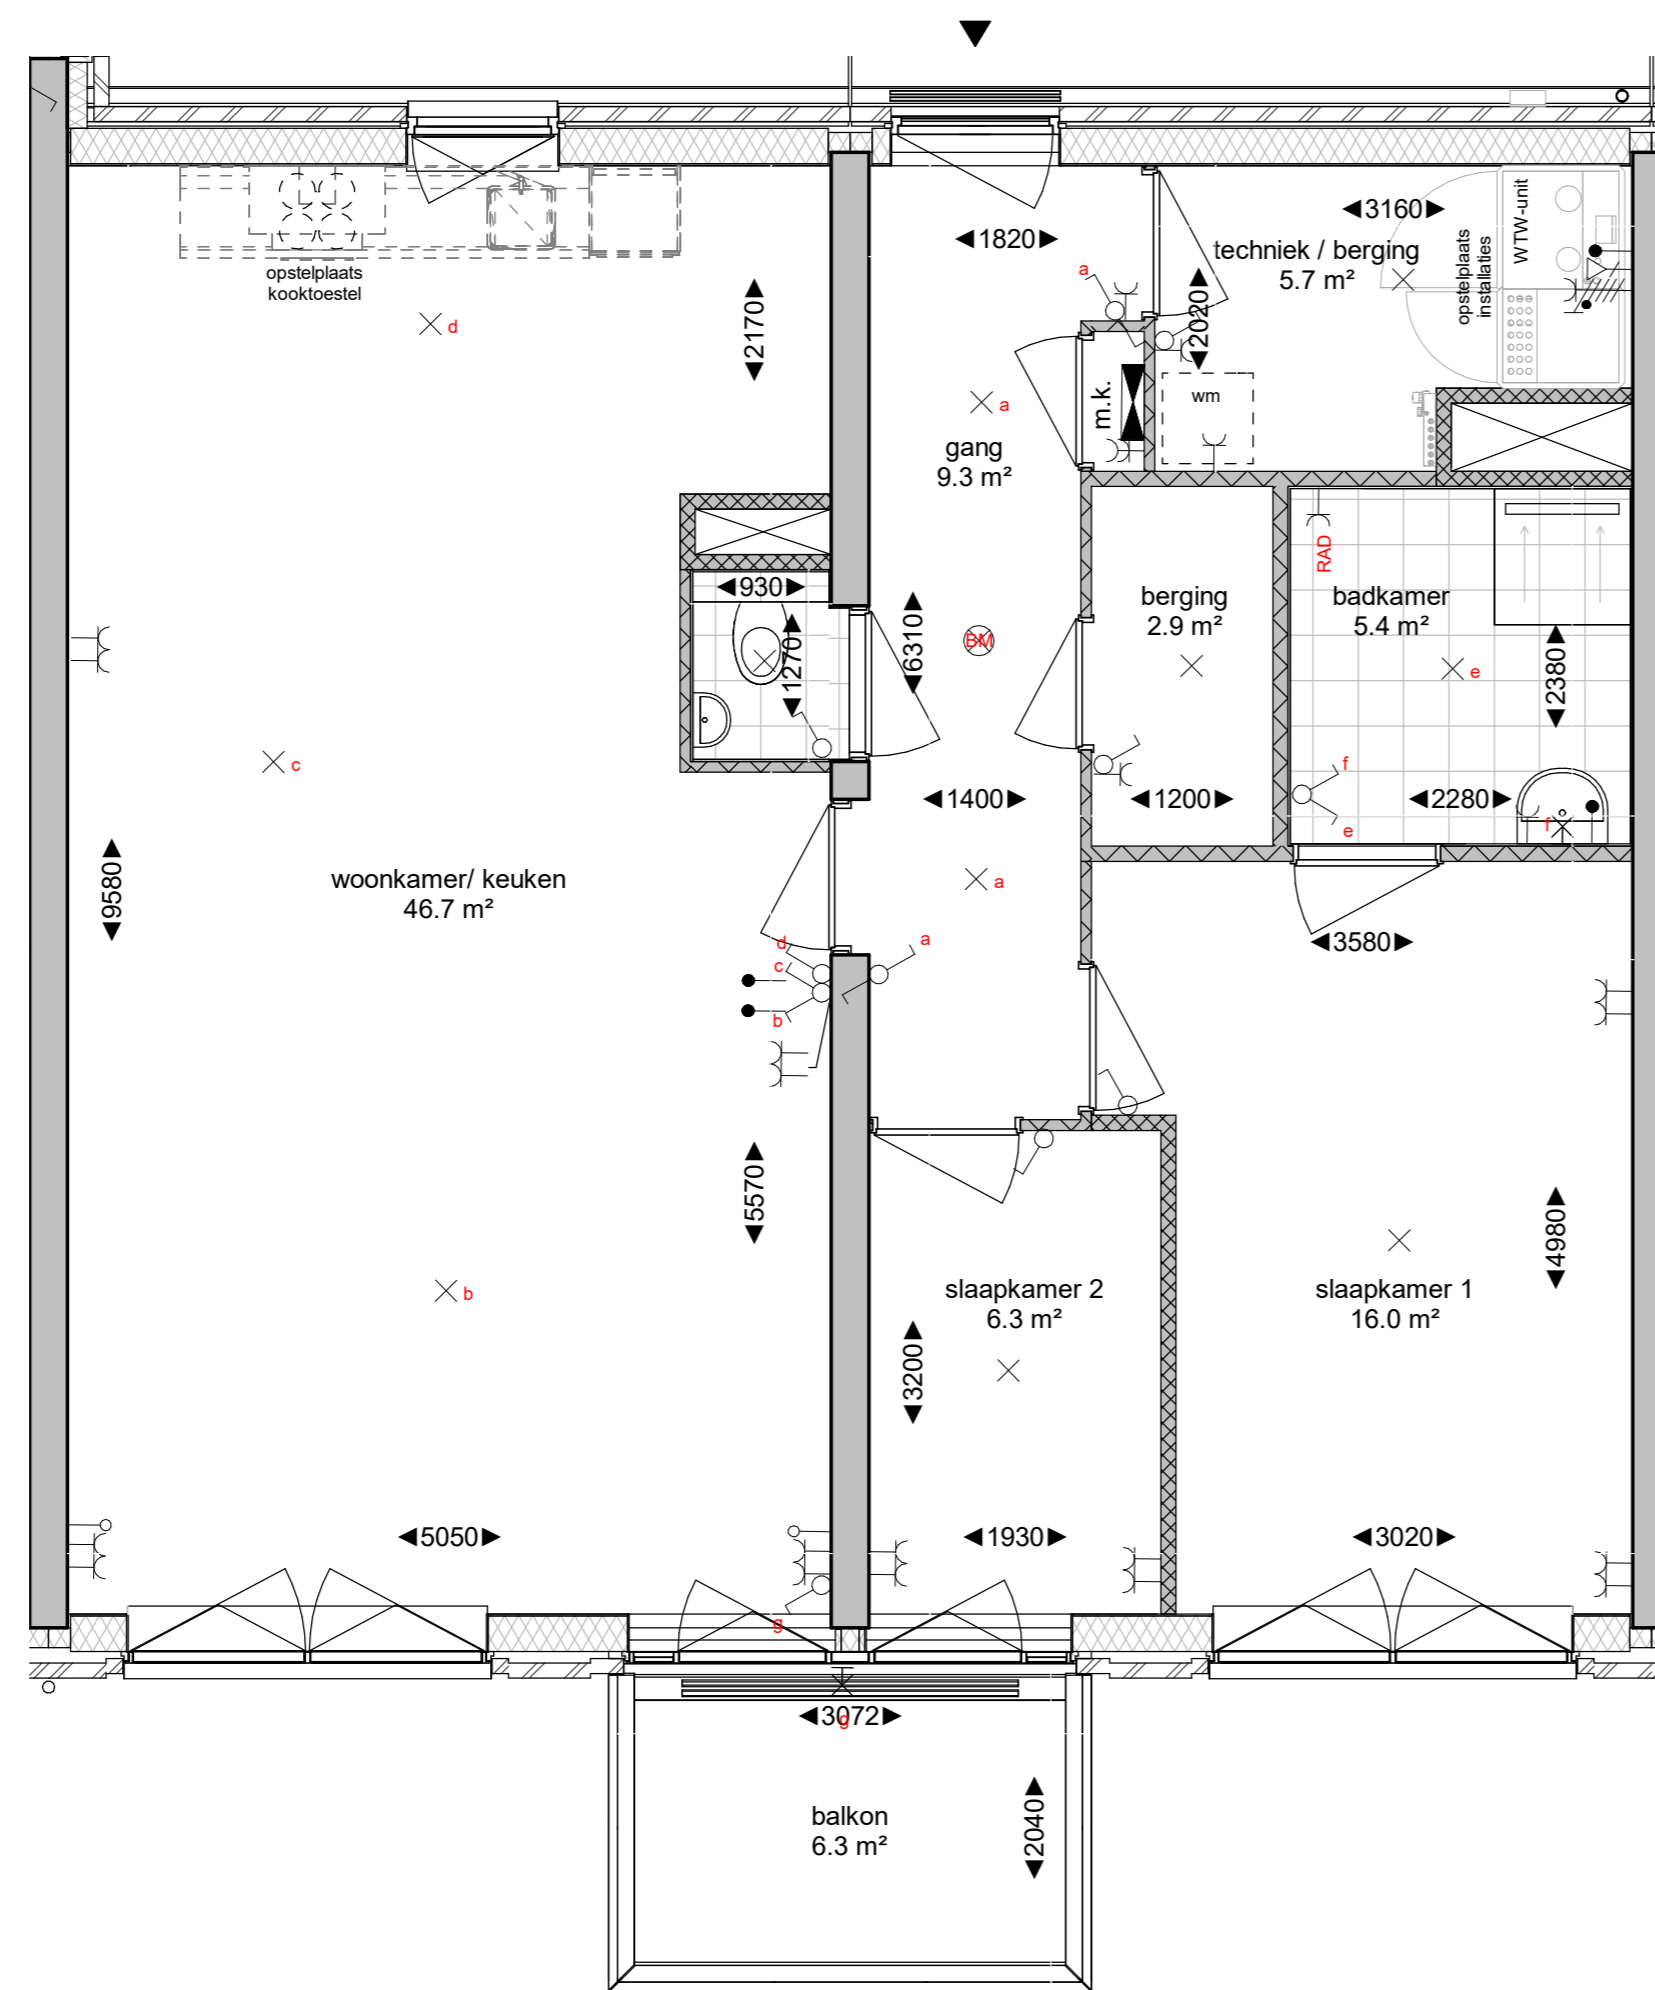 3160
1820
techniek / berging
5.7 m²
WTW-unit
opstelplaats
installaties
opstelplaats
kooktoestel
a
2020
d
2170
wm
m.k.
a
gang
9.3 m²
RAD
930
berging
2.9 m²
badkamer
5.4 m²
6310
BM
1270
2380
e
c
f
1400
1200
2280
e
f
9580
woonkamer/ keuken
46.7 m²
a
d
a
3580
c
b
5570
4980
b
slaapkamer 2
6.3 m²
slaapkamer 1
16.0 m²
3200
5050
1930
3020
g
3072
g
balkon
6.3 m²
2040